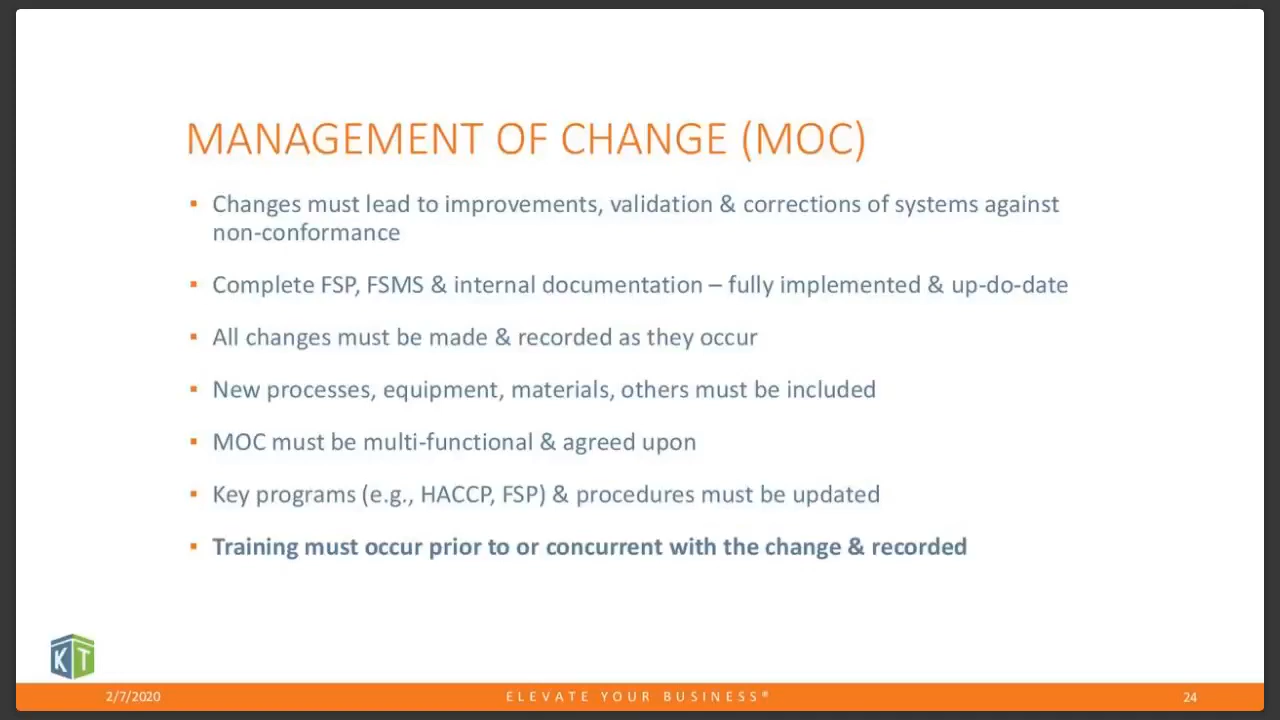 MANAGEMENT OF CHANGE (MOC)
▪ Changes must lead to improvements, validation & corrections of systems against
non-conformance
▪ Complete FSP, FSMS & internal documentation – fully implemented & up-do-date
▪ All changes must be made & recorded as they occur
▪ New processes, equipment, materials, others must be included
▪ MOC must be multi-functional & agreed upon
▪ Key programs (e.g., HACCP, FSP) & procedures must be updated
▪ Training must occur prior to or concurrent with the change & recorded
KT
2/7/2020 ELEVATE YOUR BUSINESS® 24